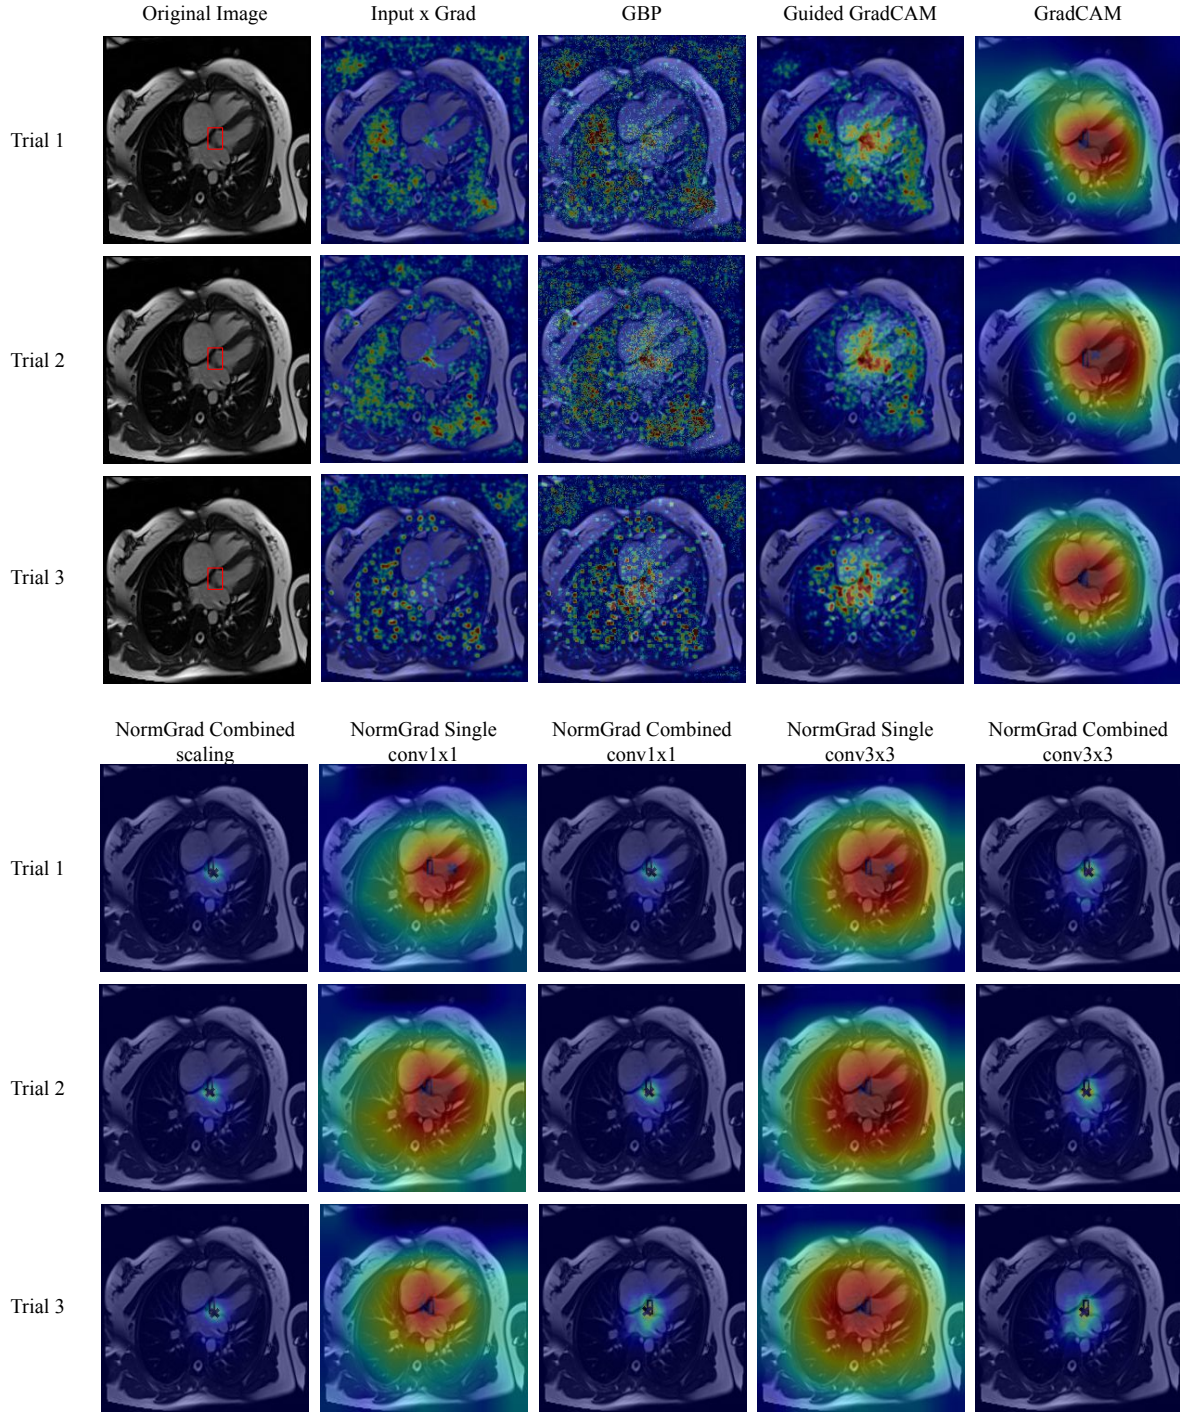 Original Image Input x Grad GBP Guided GradCAM GradCAM
Trial 1
Trial 2
Trial 3
NormGrad Combined scaling NormGrad Single conv1x1 NormGrad Combined conv1x1 NormGrad Single conv3x3 NormGrad Combined conv3x3
Trial 1
Trial 2
Trial 3